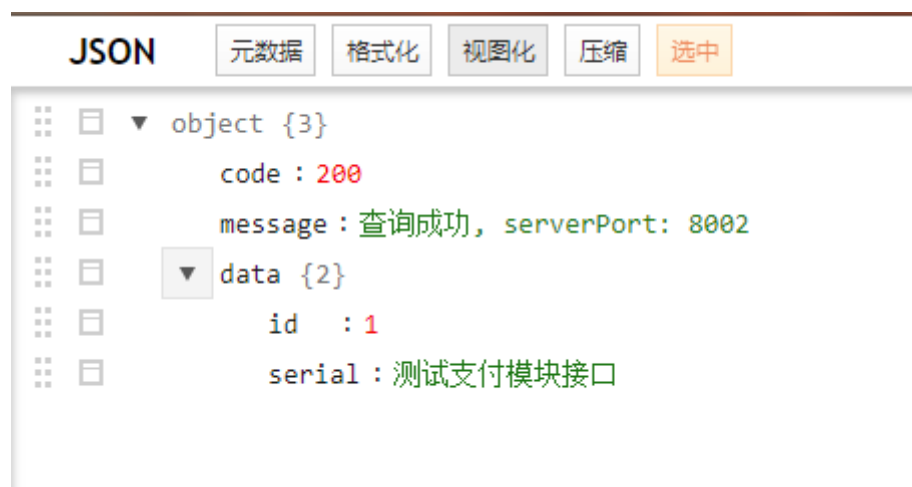 JSON 元数据 格式化 视图化 压缩 选中
object {3}
code : 200
message : 查询成功, serverPort: 8002
data {2}
id : 1
serial : 测试支付模块接口